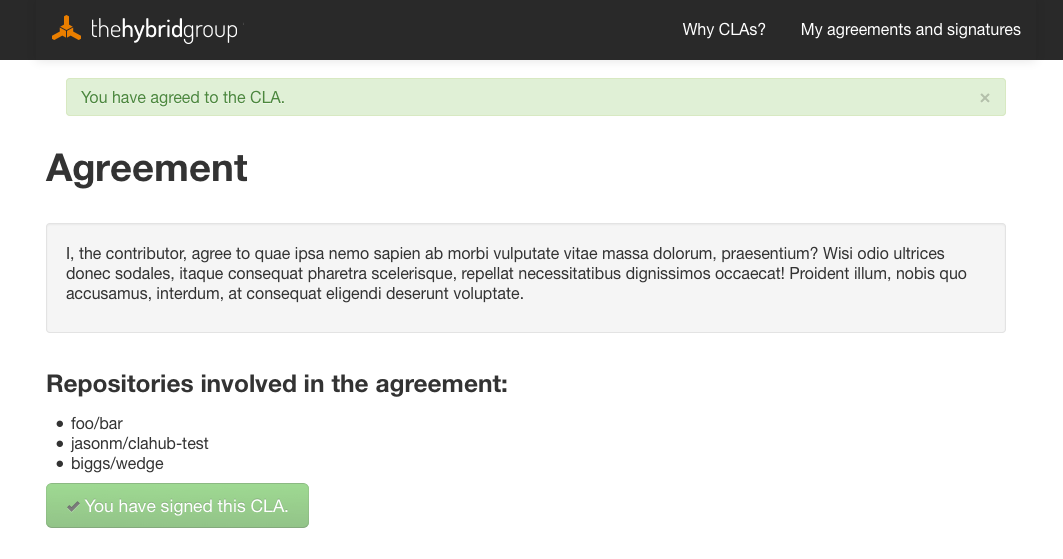 thehybridgroup Why CLAs? My agreements and signatures
You have agreed to the CLA. ×
Agreement
I, the contributor, agree to quae ipsa nemo sapien ab morbi vulputate vitae massa dolorum, praesentium? Wisi odio ultrices
donec sodales, itaque consequat pharetra scelerisque, repellat necessitatibus dignissimos occaecat! Proident illum, nobis quo
accusamus, interdum, at consequat eligendi deserunt voluptate.
Repositories involved in the agreement:
• foo/bar
• jasonm/clahub-test
• biggs/wedge
✔ You have signed this CLA.